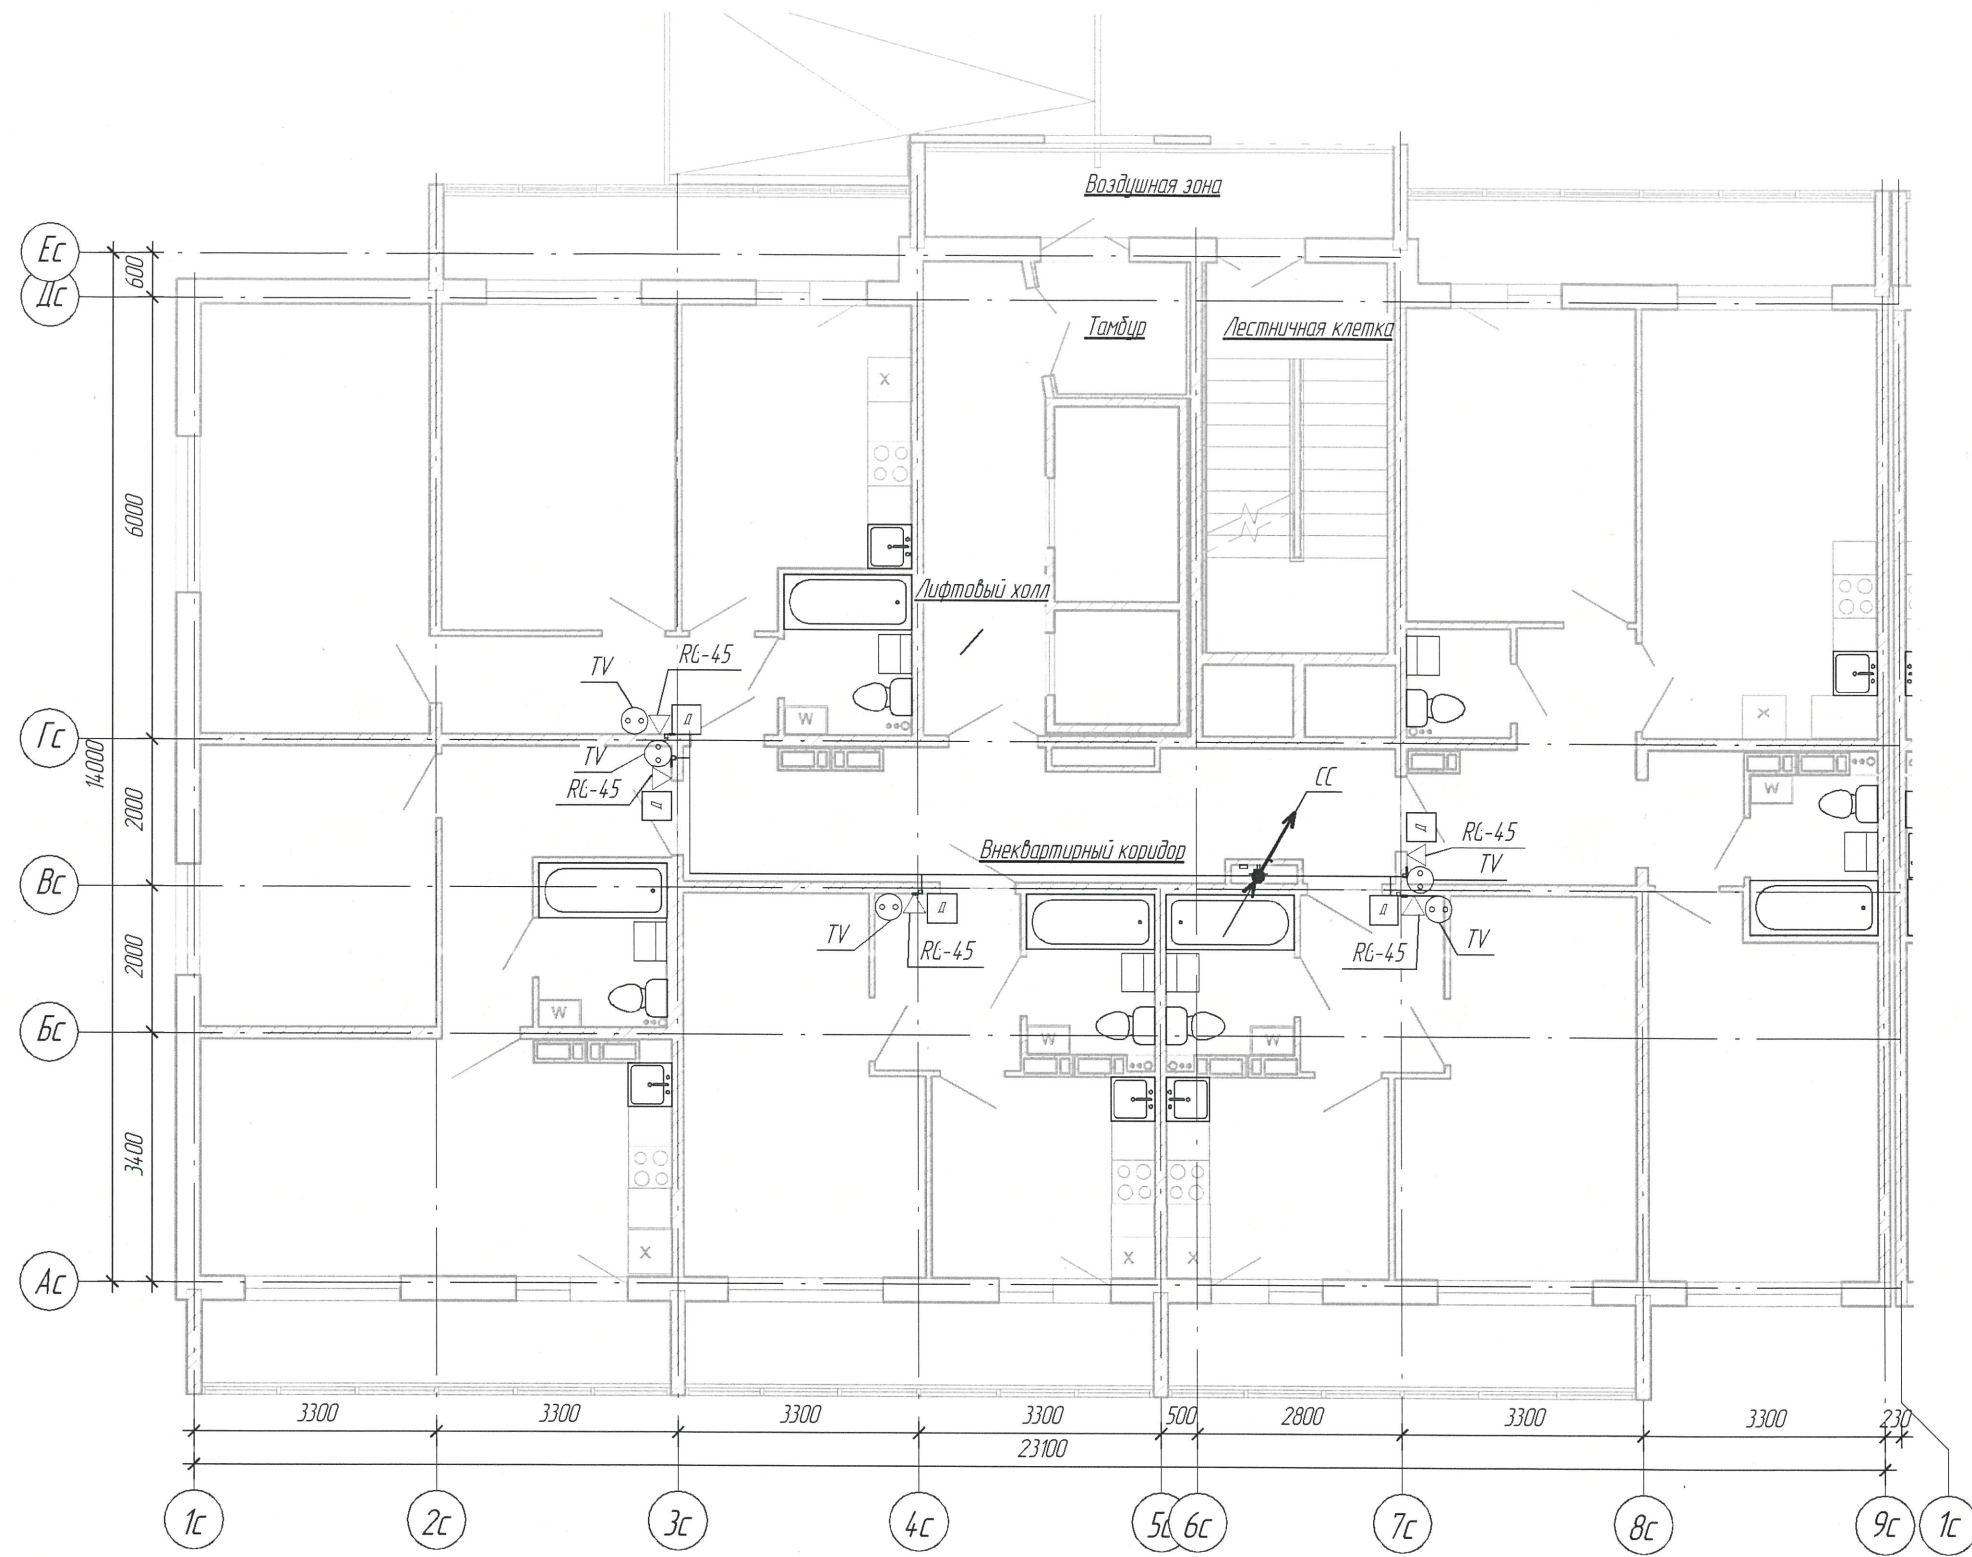 Воздушная зона
Ес
600
Дс
Тамбур
Лестничная клетка
X
6000
Лифтовый холл
TV
RG-45
Д
W
X
Гс
TV
RG-45
Д
14000
2000
CC
W
Д
RG-45
TV
Внеквартирный коридор
Вс
Д
TV
RG-45
Д
RG-45
TV
2000
W
W
W
Бс
3400
X
X
X
Ас
3300
3300
3300
3300
500
2800
3300
3300
230
23100
1с
2с
3с
4с
5с
6с
7с
8с
9с
1с